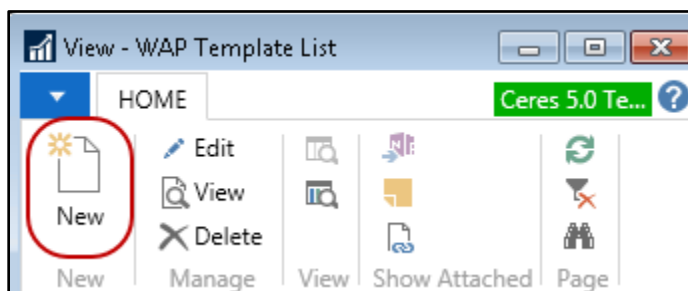 View - WAP Template List
HOME
Ceres 5.0 Te... ?
New
Edit
View
Delete
New Manage View Show Attached Page